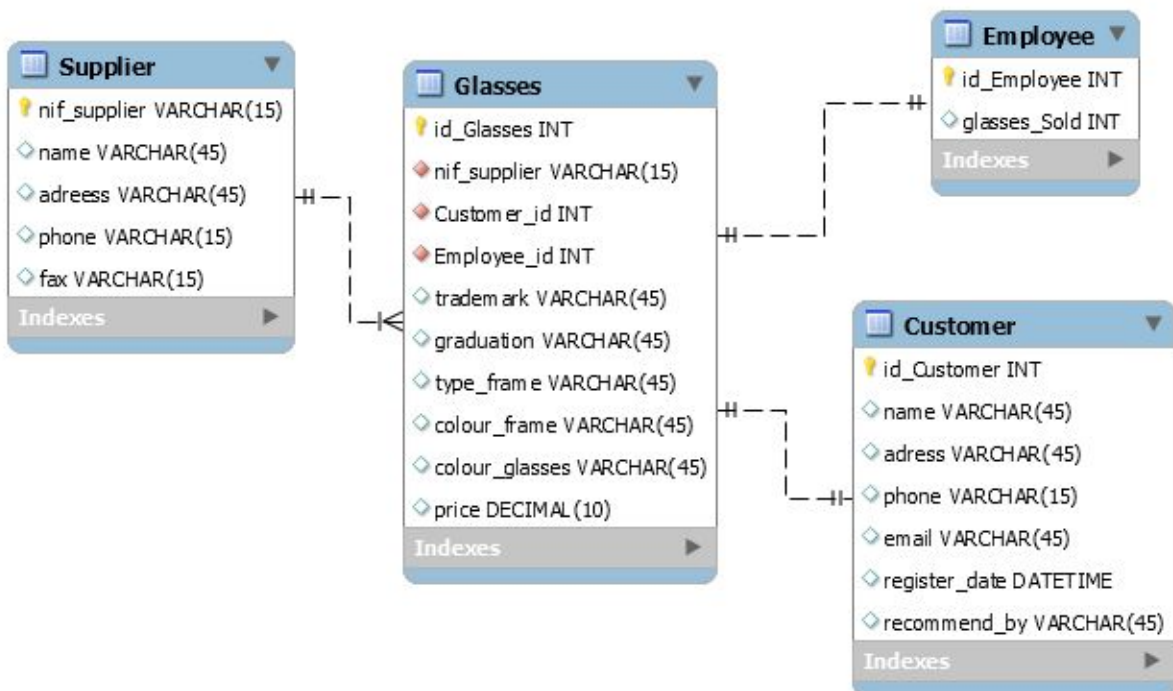 Supplier
nif_supplier VARCHAR(15)
name VARCHAR(45)
adreess VARCHAR(45)
phone VARCHAR(15)
fax VARCHAR(15)
Indexes
Glasses
id_Glasses INT
nif_supplier VARCHAR(15)
Customer_id INT
Employee_id INT
trademark VARCHAR(45)
graduation VARCHAR(45)
type_frame VARCHAR(45)
colour_frame VARCHAR(45)
colour_glasses VARCHAR(45)
price DECIMAL(10)
Indexes
Employee
id_Employee INT
glasses_Sold INT
Indexes
Customer
id_Customer INT
name VARCHAR(45)
adress VARCHAR(45)
phone VARCHAR(15)
email VARCHAR(45)
register_date DATETIME
recommend_by VARCHAR(45)
Indexes